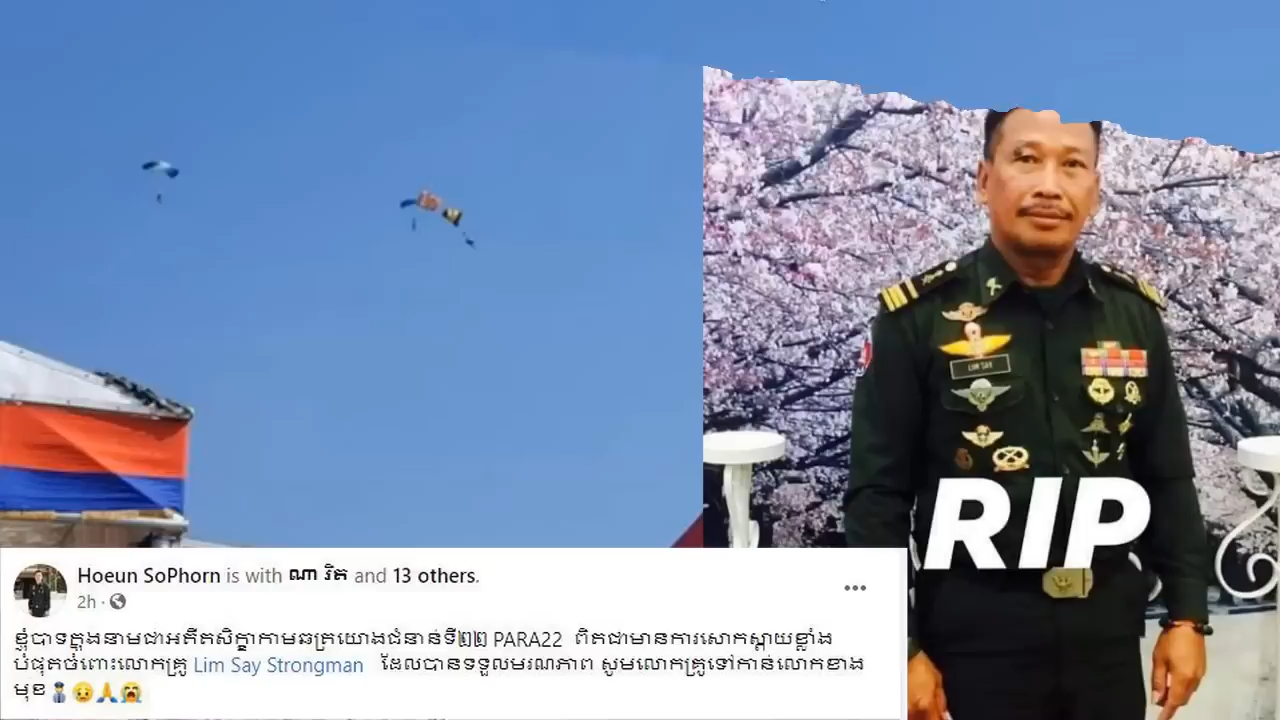 LIM SAY
RIP
Hoeun SoPhorn is with ណា រិត and 13 others.
2h
ខ្ញុំបាទក្នុងនាមជាអតីតសិក្ខាកាមឆត្រយោងជំនាន់ទី២២ PARA22 ពិតជាមានការសោកស្តាយខ្លាំង
បំផុតចំពោះលោកគ្រូ Lim Say Strongman ដែលបានទទួលមរណភាព សូមលោកគ្រូទៅកាន់លោកខាង
មុខ👮😥🙏😭